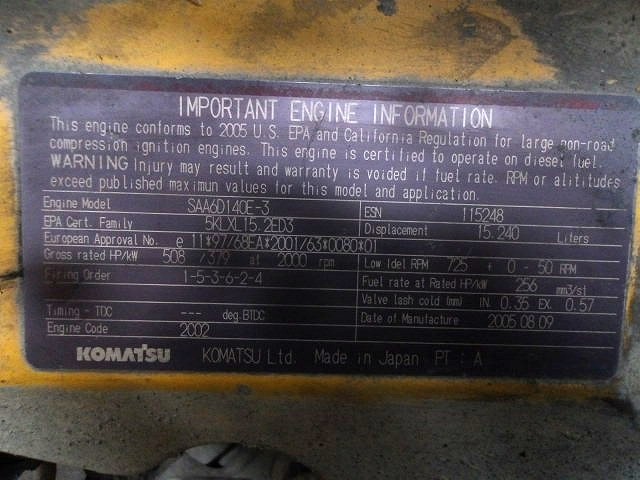 IMPORTANT ENGINE INFORMATION
This engine conforms to 2005 U.S. EPA and California Regulation for large non-road
compression ignition engines. This engine is certified to operate on diesel fuel.
WARNING Injury may result and warranty is voided if fuel rate. RPM or altitudes
exceed published maximun values for this model and application.
Engine Model SAA6D140E-3 ESN 115248
EPA Cert. Family 5KLXL15.2ED3 Displacement 15.240 Liters
European Approval No. e 11*97/68EA*2001/63*0080*01
Gross rated HP/kW 508 /379 at 2000 rpm Low Idel RPM 725 + 0 - 50 RPM
Firing Order 1-5-3-6-2-4 Fuel rate at Rated HP/kW 256 mm3/st
Valve lash cold (mm) IN. 0.35 EX. 0.57
Timing - TDC --- deg.BTDC Date of Manufacture 2005 08 09
Engine Code 2002
KOMATSU KOMATSU Ltd. Made in Japan PT : A